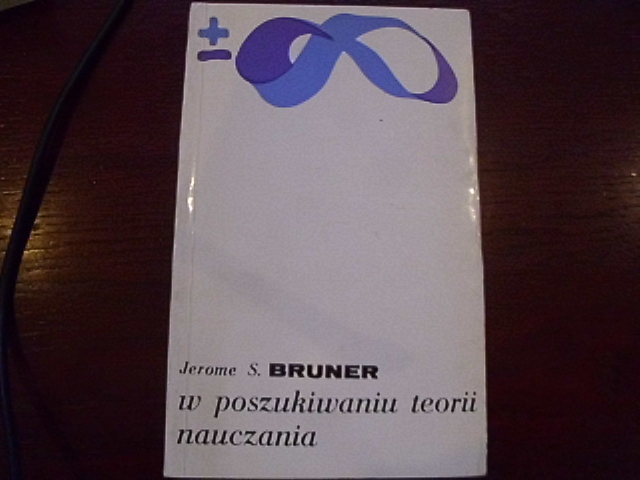 Jerome S. BRUNER
w poszukiwaniu teorii
nauczania